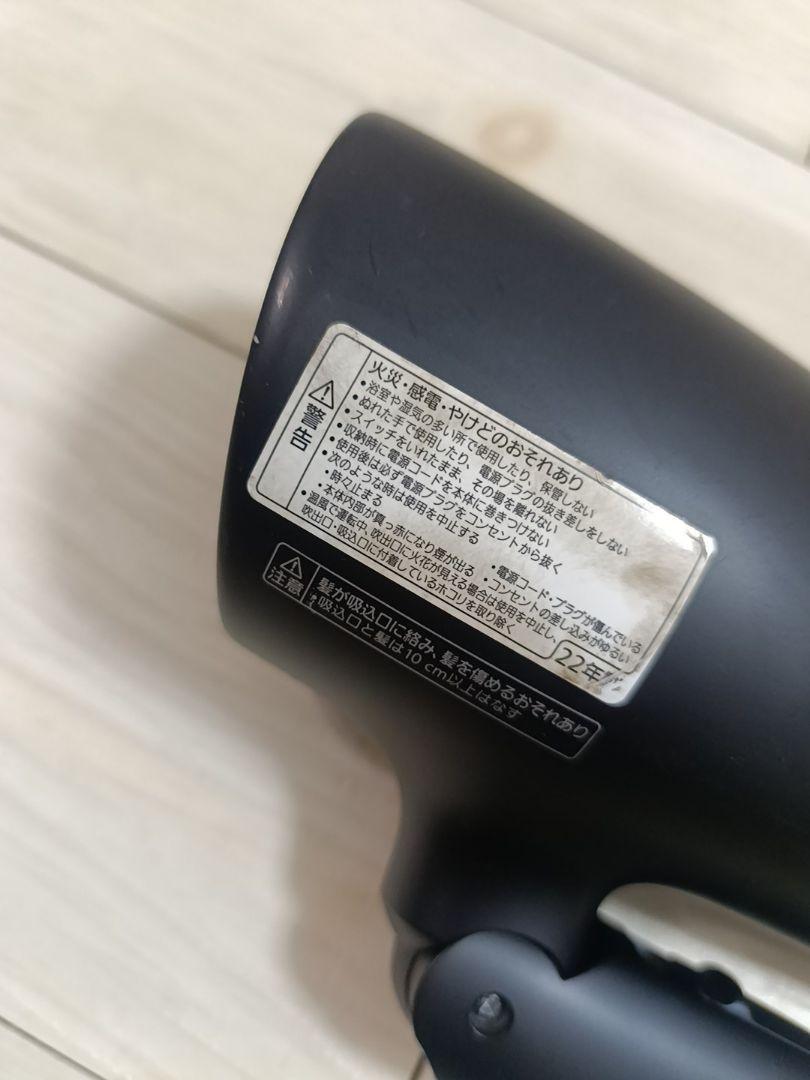 警告
火災・感電・やけどのおそれあり
•浴室や湿気の多い所で使用したり、保管しない
•ぬれた手で使用したり、電源プラグの抜き差しをしない
•スイッチをいれたまま、その場を離れない
•収納時に電源コードを本体に巻きつけない
•使用後は必ず電源プラグをコンセントから抜く
•次のような時は使用を中止する
・時々止まる •電源コード・プラグが傷んでいる
・本体内部が真っ赤になり煙が出る ・コンセントの差し込みがゆるい
•温風で運転中、吹出口に火花が見える場合は使用を中止し、
吹出口・吸込口に付着しているホコリを取り除く
22年
注意
髪が吸込口に絡み、髪を傷めるおそれあり
吸込口と髪は10 cm以上はなす